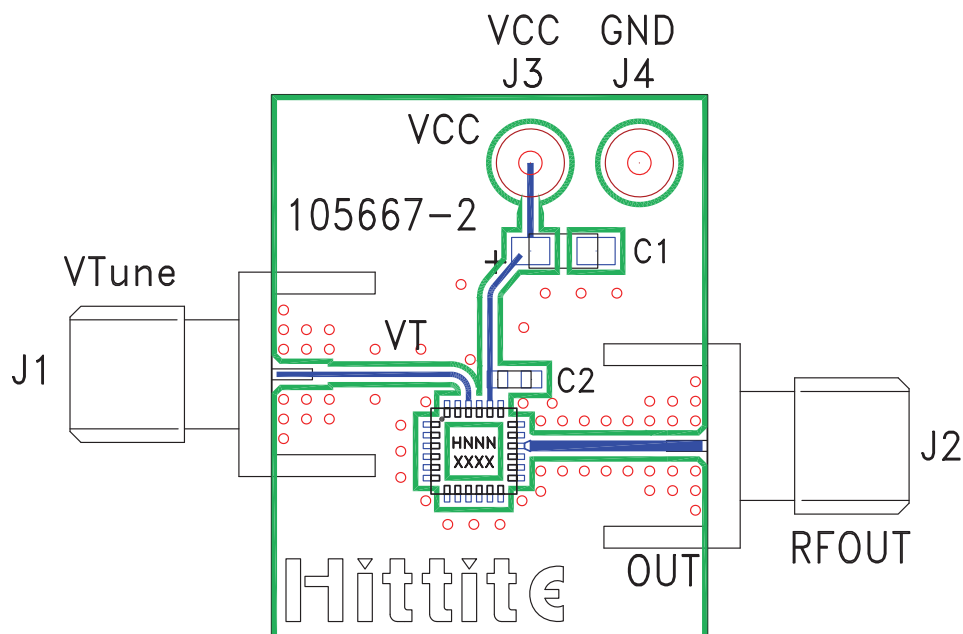 VCC GND
J3 J4
VCC
105667-2
+
C1
VTune
VT
J1
C2
HNNN
XXXX
J2
RFOUT
OUT
Hittite